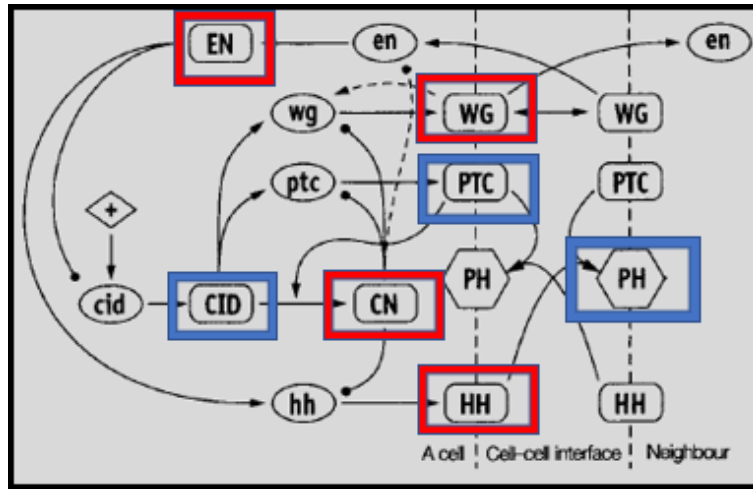 EN en en
wg WG WG
ptc PTC PTC
+
PH PH
cid CID CN
hh HH HH
A cell Cell–cell interface Neighbour